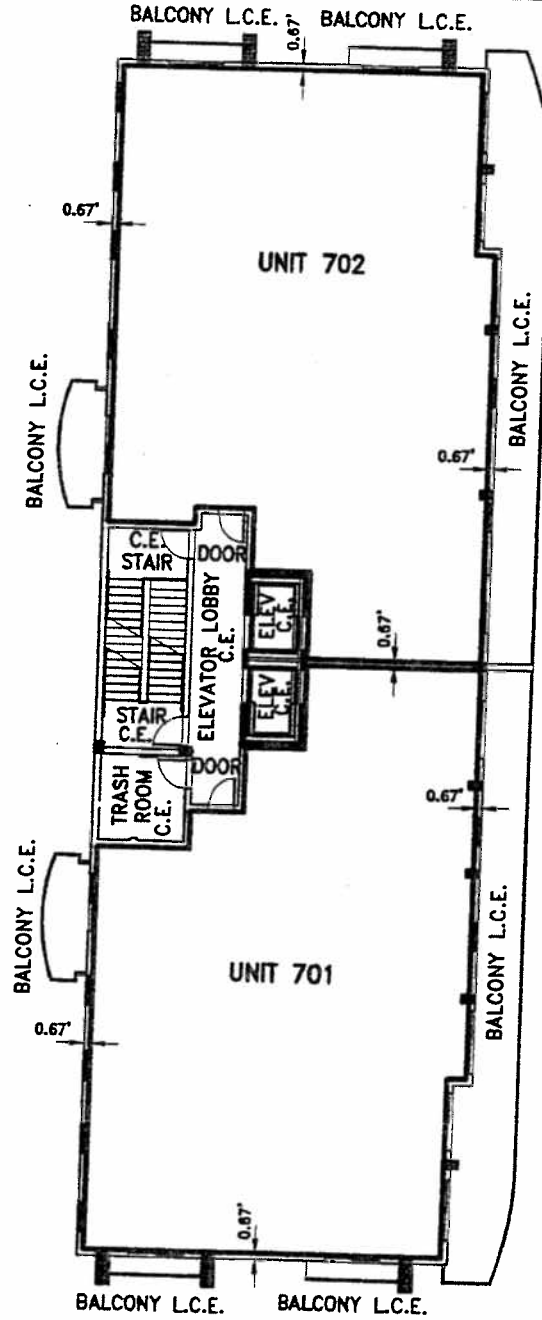 BALCONY L.C.E.
BALCONY L.C.E.
0.67'
0.67'
UNIT 702
BALCONY L.C.E.
BALCONY L.C.E.
0.67'
C.E.
STAIR
DOOR
ELEVATOR LOBBY
C.E.
ELEV
C.E.
0.67'
ELEV
C.E.
STAIR
C.E.
DOOR
TRASH
ROOM
C.E.
0.67'
BALCONY L.C.E.
BALCONY L.C.E.
UNIT 701
0.67'
0.67'
BALCONY L.C.E.
BALCONY L.C.E.